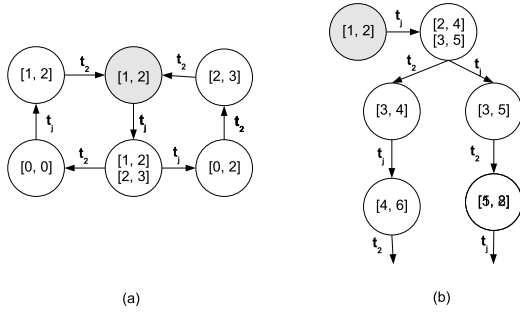 [1, 2]
t2
[1, 2]
t2
[2, 3]
tj
tj
t2
[0, 0]
t2
[1, 2]
[2, 3]
tj
[0, 2]
(a)
[1, 2]
tj
[2, 4]
[3, 5]
t2
tj
[3, 4]
[3, 5]
tj
t2
[4, 6]
t2
tj
(b)